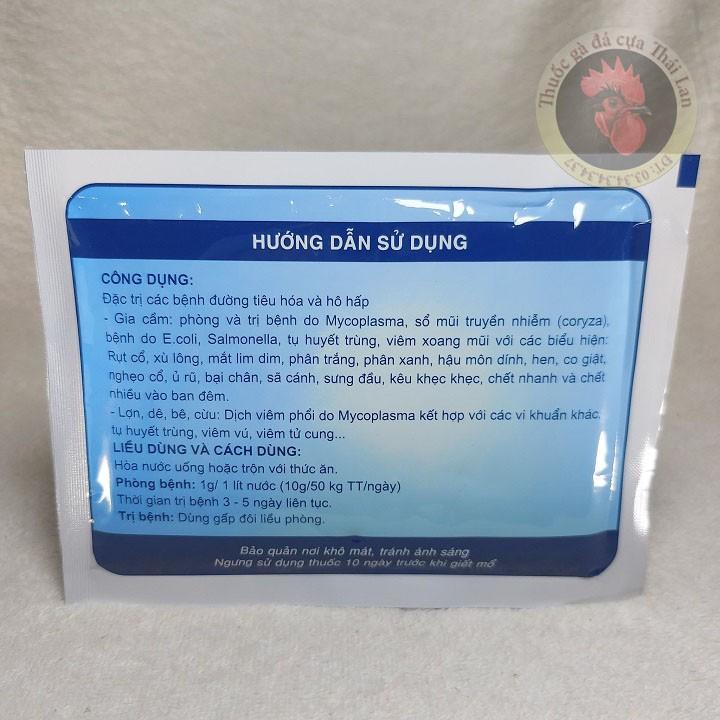 Thuốc gà đá cựa Thái Lan
ĐT: 03.34.34.34.37
HƯỚNG DẪN SỬ DỤNG
CÔNG DỤNG:
Đặc trị các bệnh đường tiêu hóa và hô hấp
- Gia cầm: phòng và trị bệnh do Mycoplasma, sổ mũi truyền nhiễm (coryza),
bệnh do E.coli, Salmonella, tụ huyết trùng, viêm xoang mũi với các biểu hiện:
Rụt cổ, xù lông, mắt lim dim, phân trắng, phân xanh, hậu môn dính, hen, co giật,
nghẹo cổ, ủ rũ, bại chân, sã cánh, sưng đầu, kêu khẹc khẹc, chết nhanh và chết
nhiều vào ban đêm.
- Lợn, dê, bê, cừu: Dịch viêm phổi do Mycoplasma kết hợp với các vi khuẩn khác,
tụ huyết trùng, viêm vú, viêm tử cung...
LIỀU DÙNG VÀ CÁCH DÙNG:
Hòa nước uống hoặc trộn với thức ăn.
Phòng bệnh: 1g/ 1 lít nước (10g/50 kg TT/ngày)
Thời gian trị bệnh 3 - 5 ngày liên tục.
Trị bệnh: Dùng gấp đôi liều phòng.
Bảo quản nơi khô mát, tránh ánh sáng
Ngưng sử dụng thuốc 10 ngày trước khi giết mổ